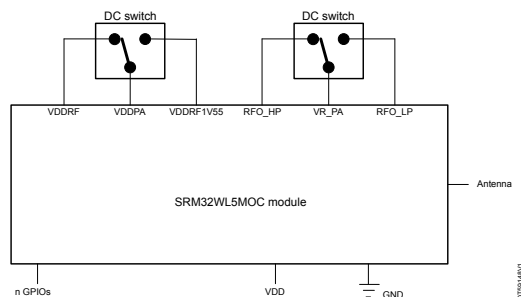 DC switch
DC switch
VDDRF
VDDPA
VDDRF1V55
RFO_HP
VR_PA
RFO_LP
Antenna
SRM32WL5MOC module
n GPIOs
VDD
GND